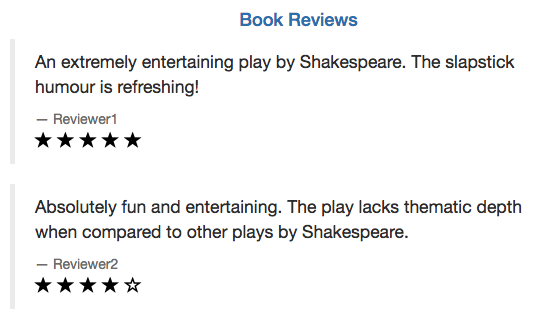 Book Reviews
An extremely entertaining play by Shakespeare. The slapstick
humour is refreshing!
— Reviewer1
★★★★★
Absolutely fun and entertaining. The play lacks thematic depth
when compared to other plays by Shakespeare.
— Reviewer2
★★★★☆